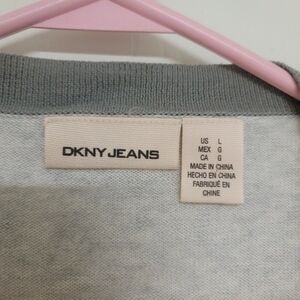 DKNY JEANS
US L
MEX G
CA G
MADE IN CHINA
HECHO EN CHINA
FABRIQUÉ EN
CHINE